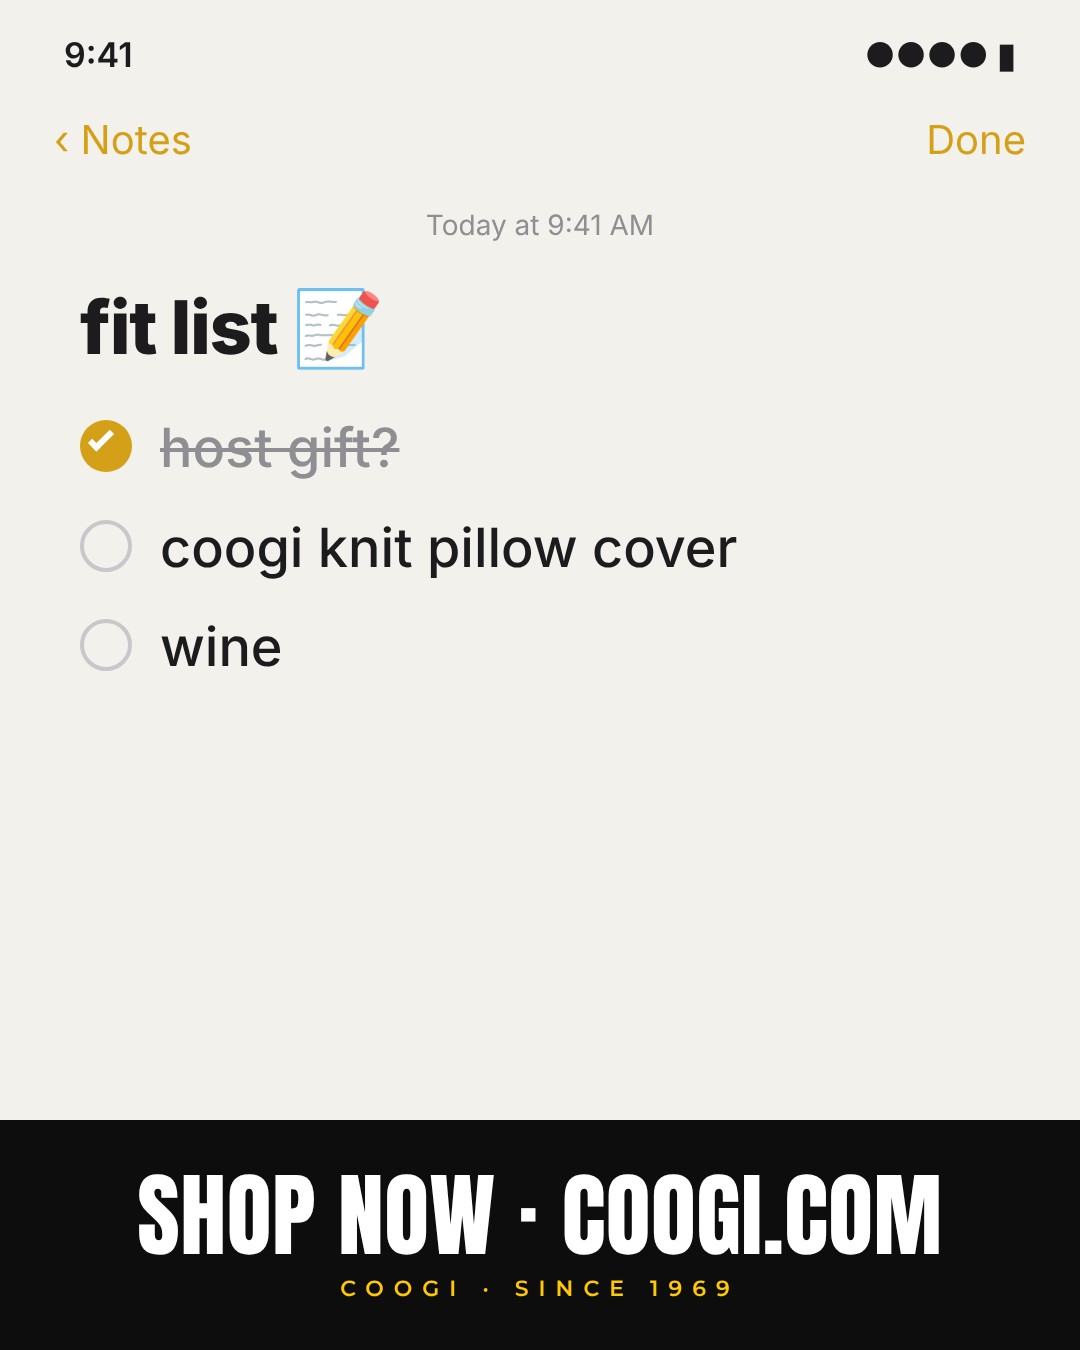 9:41
‹ Notes
Done
Today at 9:41 AM
fit list 📝
host gift?
coogi knit pillow cover
wine
SHOP NOW · COOGI.COM
COOGI · SINCE 1969